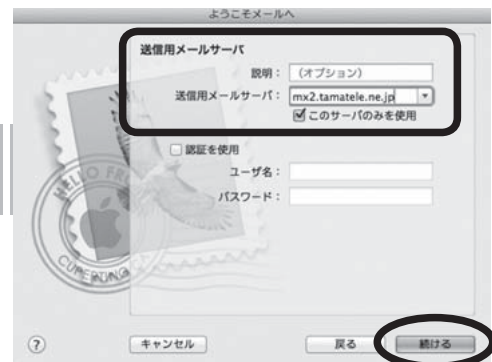 ようこそメールへ
送信用メールサーバ
説明： （オプション）
送信用メールサーバ： mx2.tamatele.ne.jp
このサーバのみを使用
認証を使用
ユーザ名：
パスワード：
HELLO FR
CUPERTINO
?
キャンセル
戻る
続ける